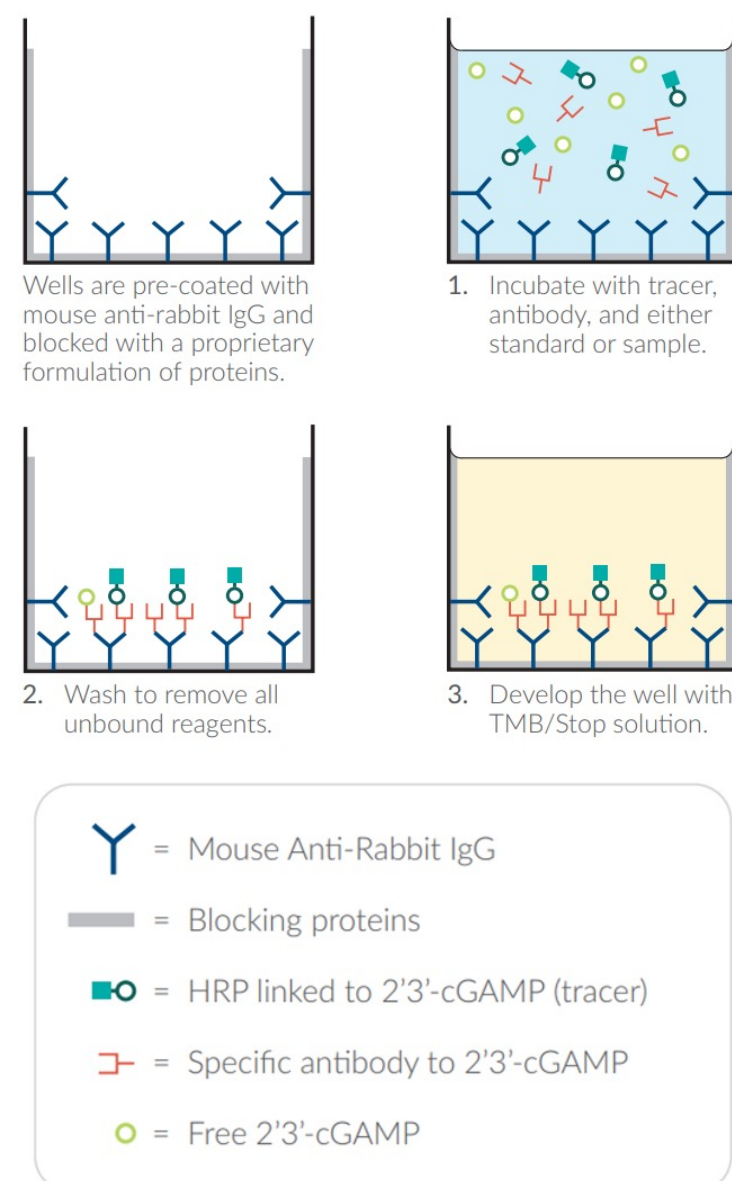 Wells are pre-coated with
mouse anti-rabbit IgG and
blocked with a proprietary
formulation of proteins.
1. Incubate with tracer,
antibody, and either
standard or sample.
2. Wash to remove all
unbound reagents.
3. Develop the well with
TMB/Stop solution.
= Mouse Anti-Rabbit IgG
= Blocking proteins
= HRP linked to 2'3'-cGAMP (tracer)
= Specific antibody to 2'3'-cGAMP
= Free 2'3'-cGAMP